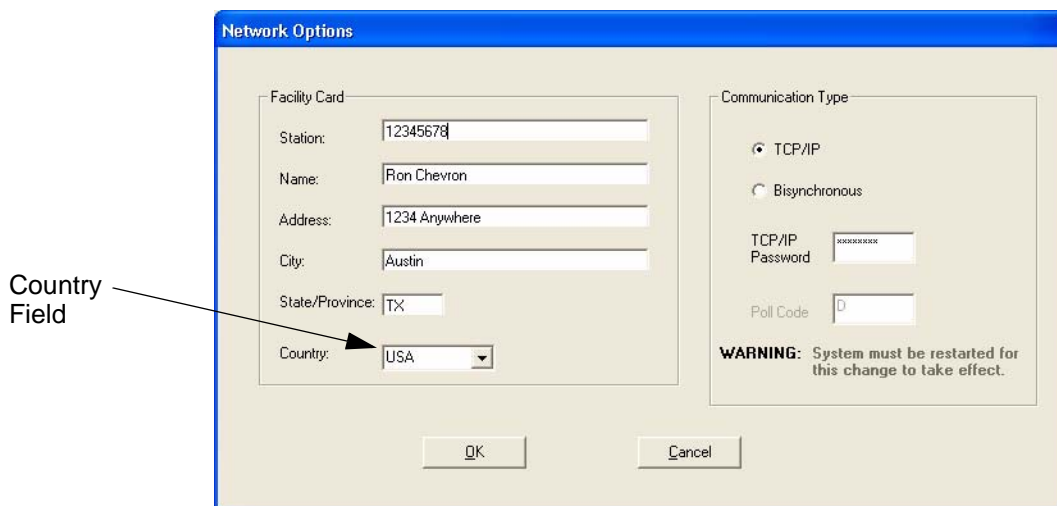 Network Options
Facility Card
Station: 12345678
Name: Ron Chevron
Address: 1234 Anywhere
City: Austin
State/Province: TX
Country: USA
Communication Type
TCP/IP
Bisynchronous
TCP/IP
Password xxxxxxxx
Poll Code D
WARNING: System must be restarted for
this change to take effect.
OK
Cancel
Country
Field